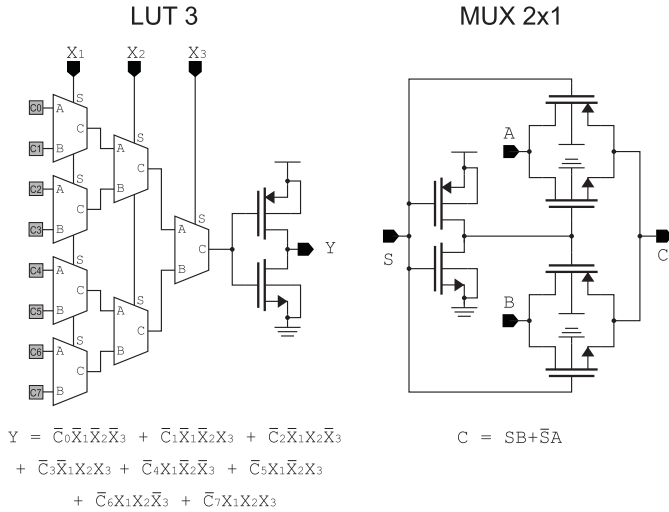 LUT 3
MUX 2x1
X1 X2 X3
C0 A S
C
C1 B
A S
C
B
C2 A S
C
C3 B
A S
C
B
Y
C4 A S
C
C5 B
A S
C
B
C6 A S
C
C7 B
A
S
C
B
Y = C̄0X̄1X̄2X̄3 + C̄1X̄1X̄2X3 + C̄2X̄1X2X̄3
+ C̄3X̄1X2X3 + C̄4X1X̄2X̄3 + C̄5X1X̄2X3
+ C̄6X1X2X̄3 + C̄7X1X2X3
C = SB+S̄A